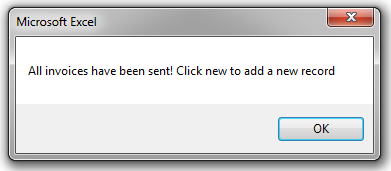 Microsoft Excel
All invoices have been sent! Click new to add a new record
OK